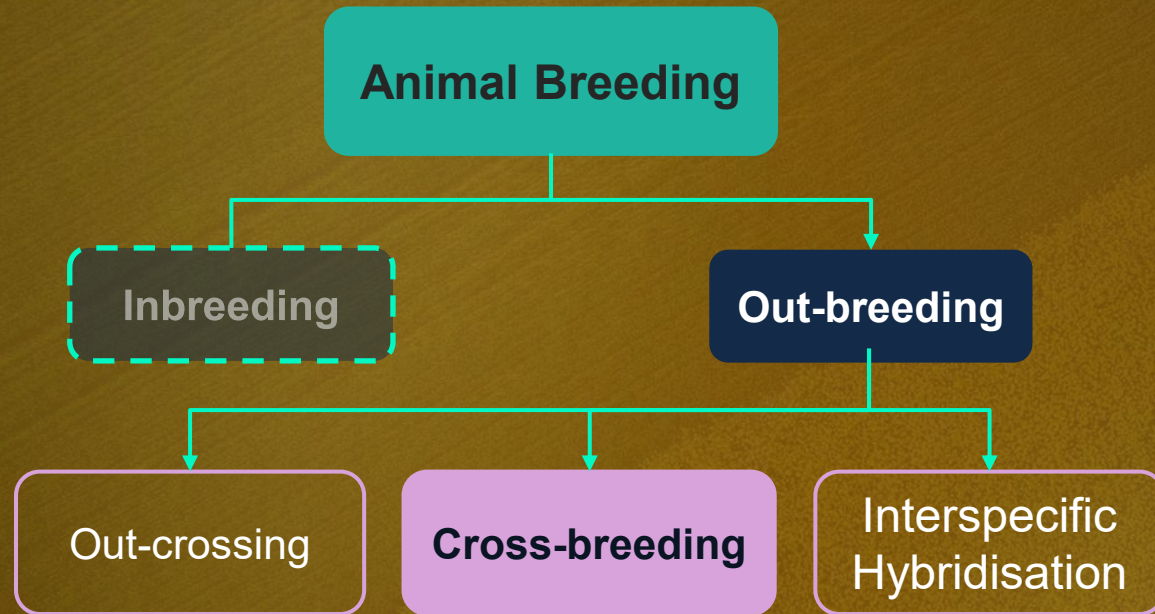 Animal Breeding
Inbreeding
Out-breeding
Out-crossing
Cross-breeding
Interspecific
Hybridisation